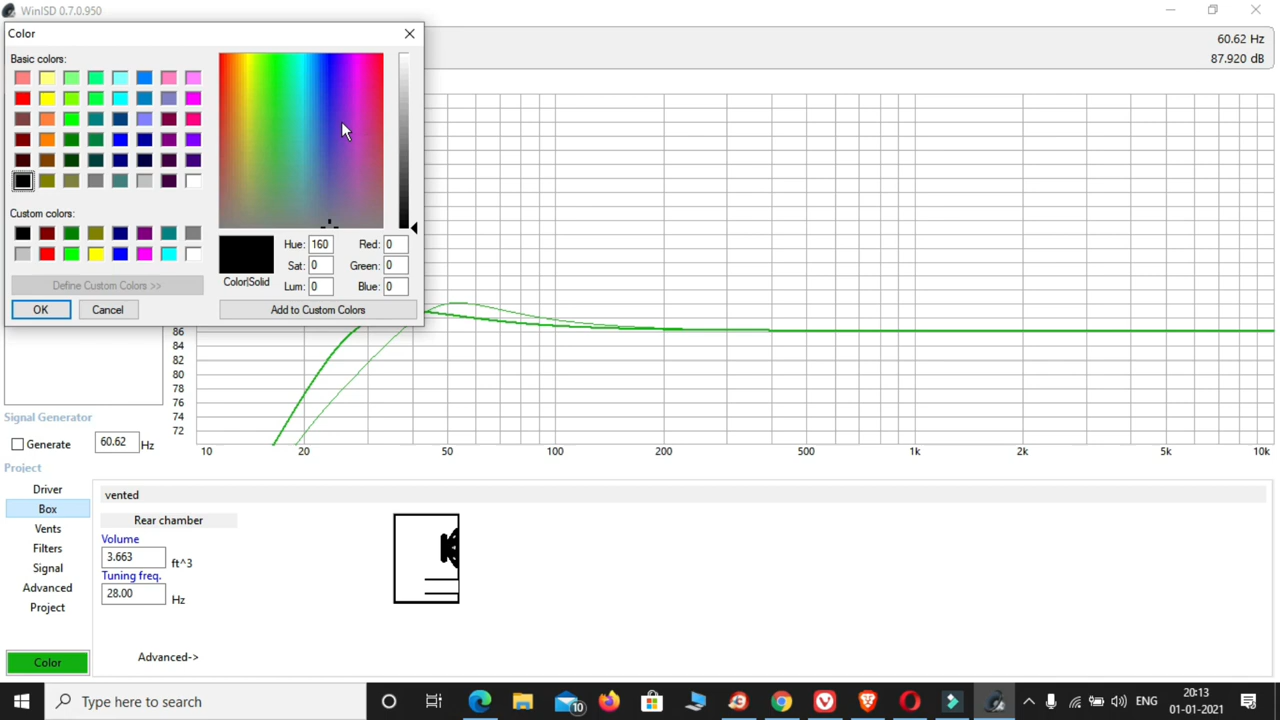 WinISD 0.7.0.950
Color
60.62 Hz
87.920 dB
Basic colors:
Custom colors:
Define Custom Colors >>
OK
Cancel
Color|Solid
Hue: 160
Sat: 0
Lum: 0
Red: 0
Green: 0
Blue: 0
Add to Custom Colors
86
84
82
80
78
76
74
72
10 20 50 100 200 500 1k 2k 5k 10k
Signal Generator
Generate 60.62 Hz
Project
Driver
Box
Vents
Filters
Signal
Advanced
Project
Color
vented
Rear chamber
Volume
3.663 ft^3
Tuning freq.
28.00 Hz
Advanced->
Type here to search
10
ENG
20:13
01-01-2021